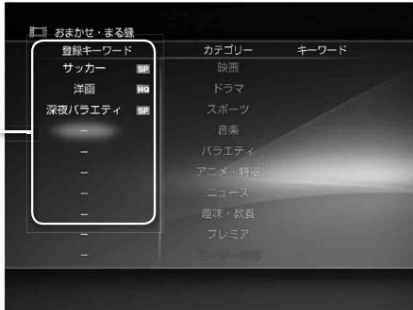 おまかせ・まる録
登録キーワード カテゴリー キーワード
サッカー SP 映画
洋画 HQ ドラマ
深夜バラエティ SP スポーツ
– 音楽
– バラエティ
– アニメ・特撮
– ニュース
– 趣味・教養
– プレミア
–